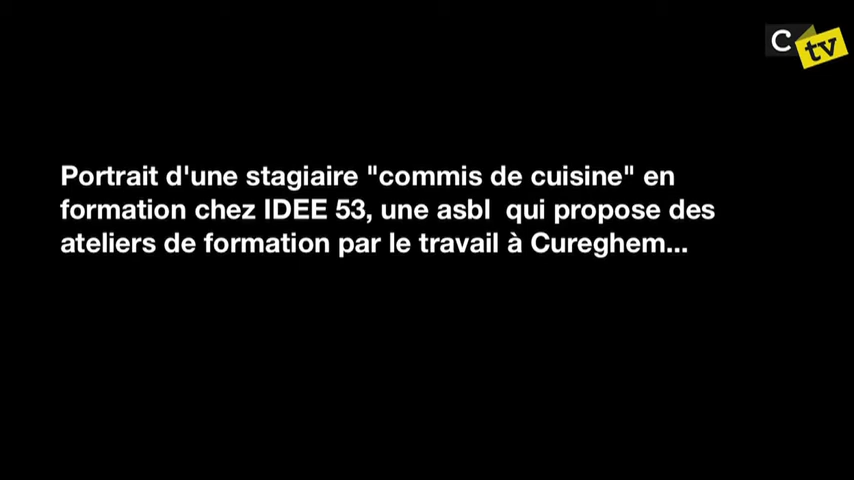 C tv
Portrait d'une stagiaire "commis de cuisine" en
formation chez IDEE 53, une asbl  qui propose des
ateliers de formation par le travail à Cureghem...